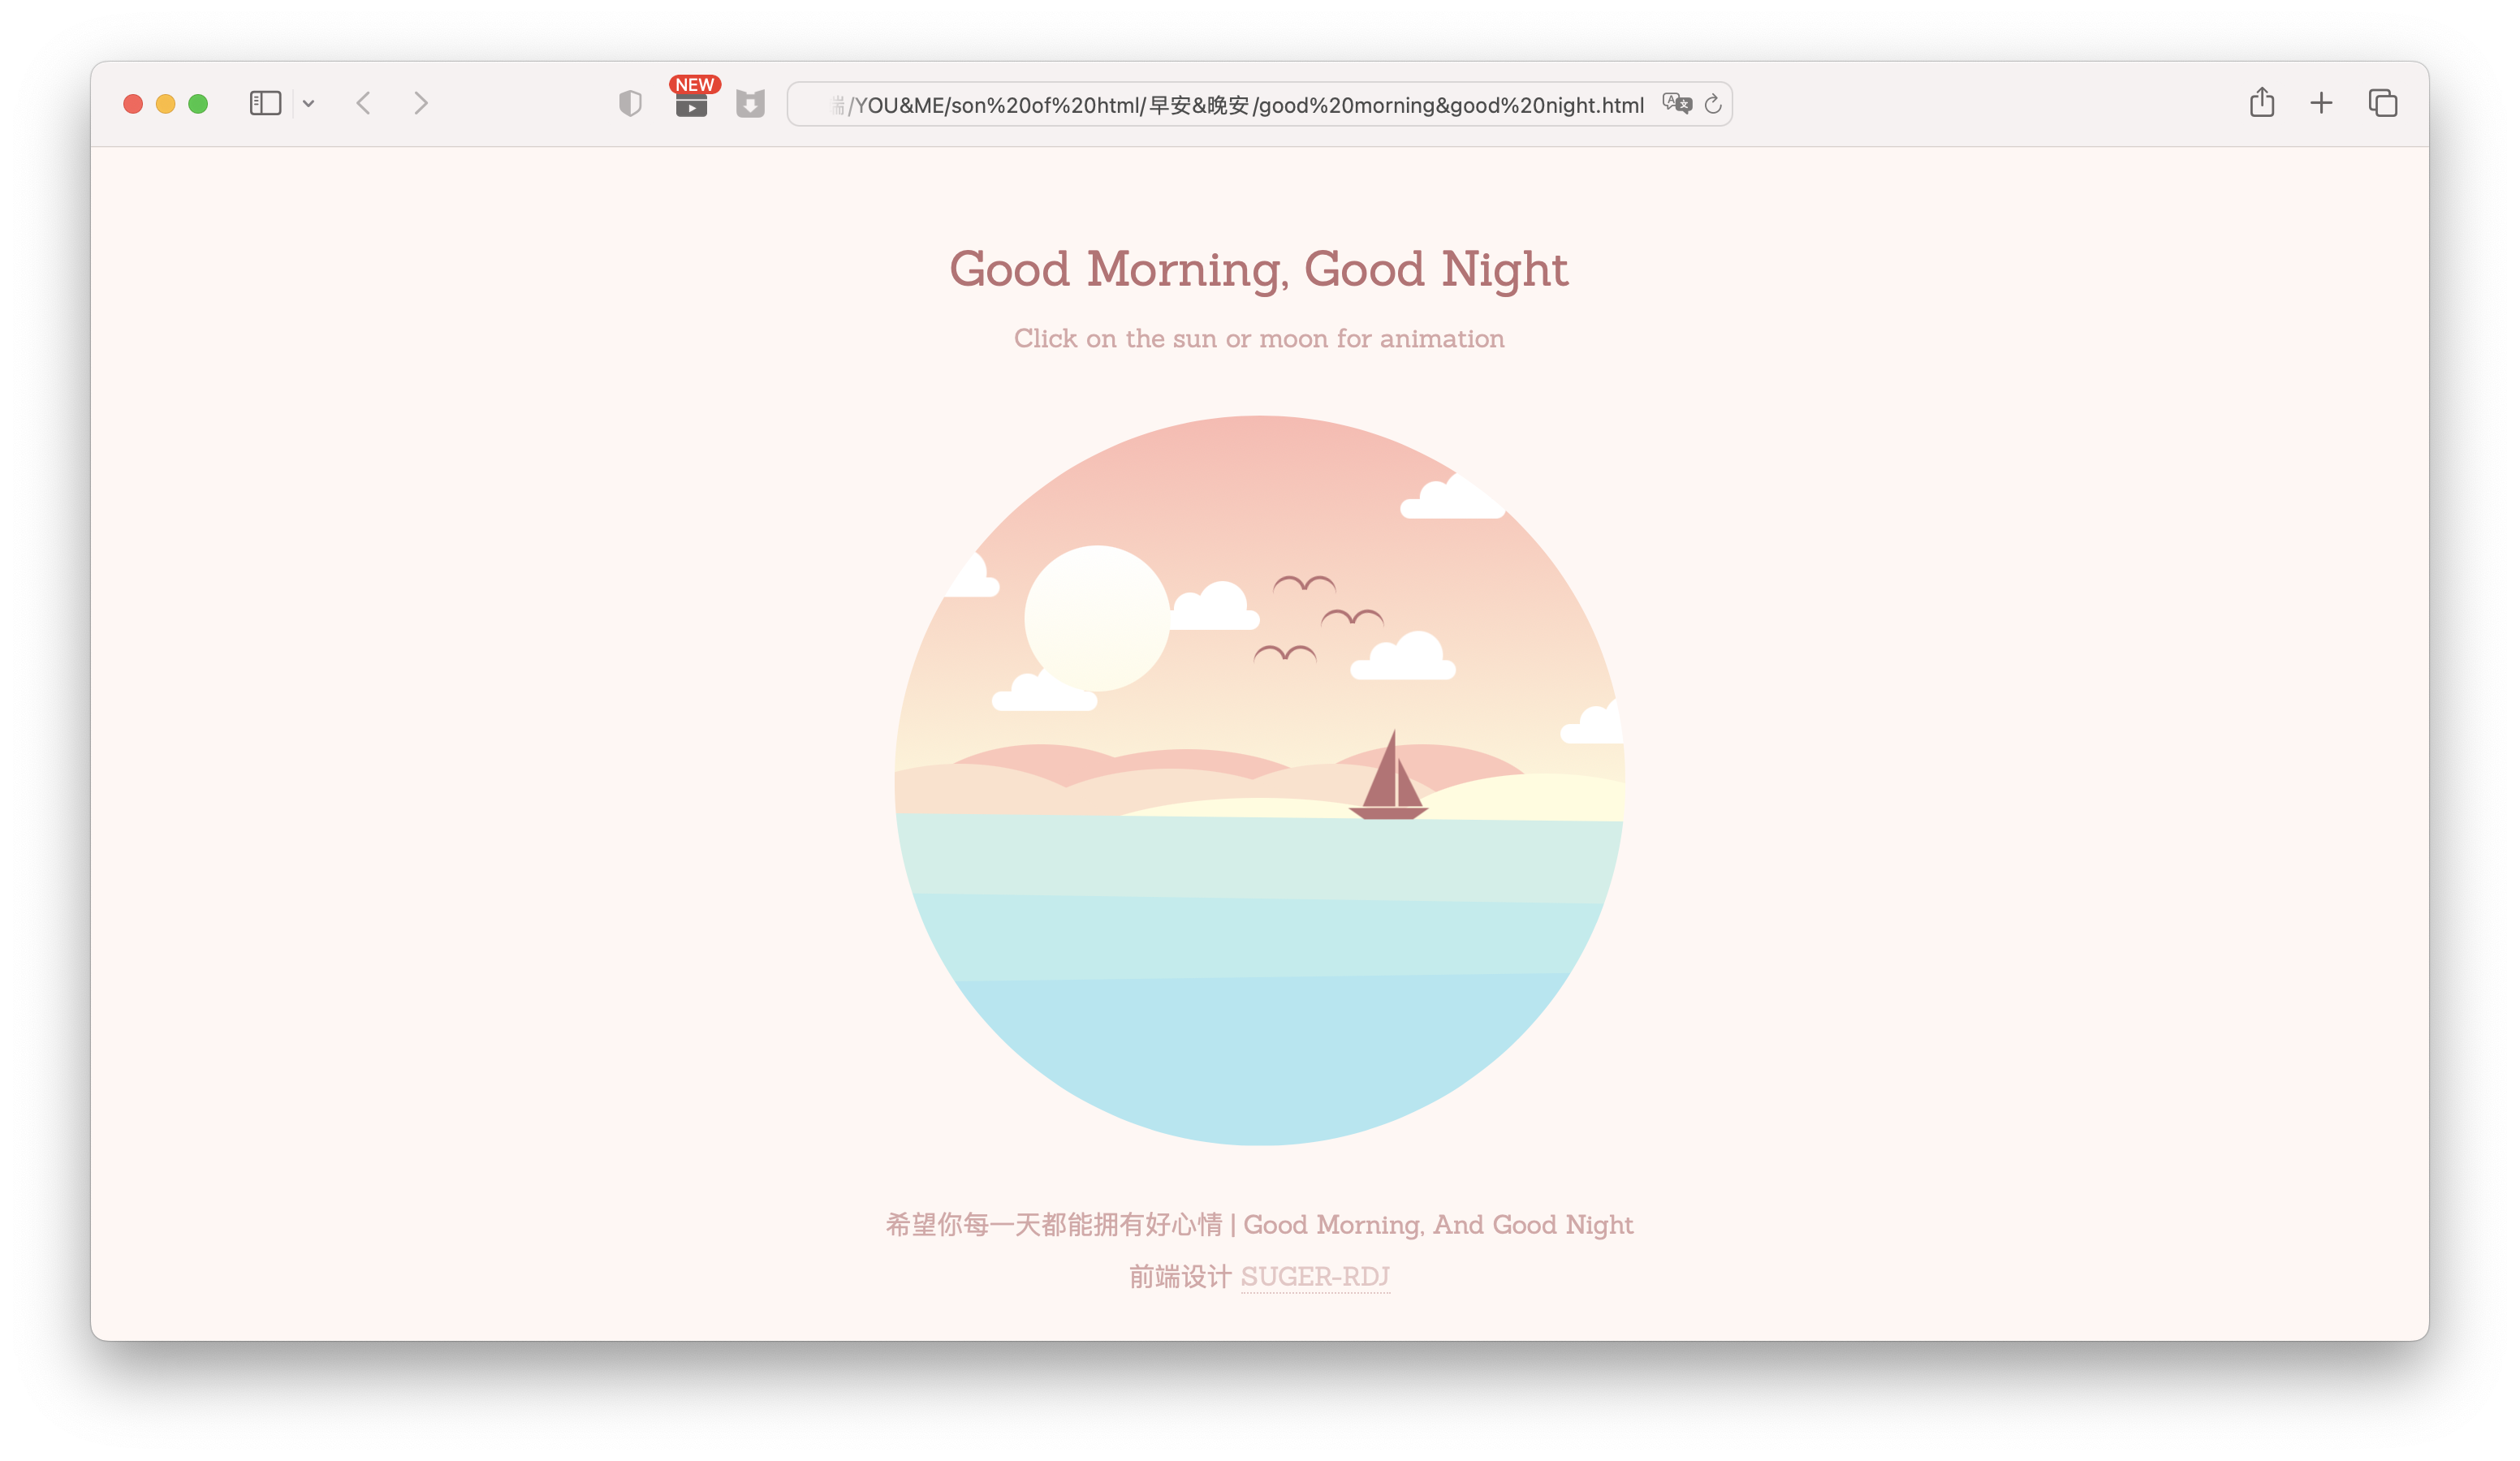 NEW
端/YOU&ME/son%20of%20html/早安&晚安/good%20morning&good%20night.html
Good Morning, Good Night
Click on the sun or moon for animation
希望你每一天都能拥有好心情 | Good Morning, And Good Night
前端设计 SUGER-RDJ